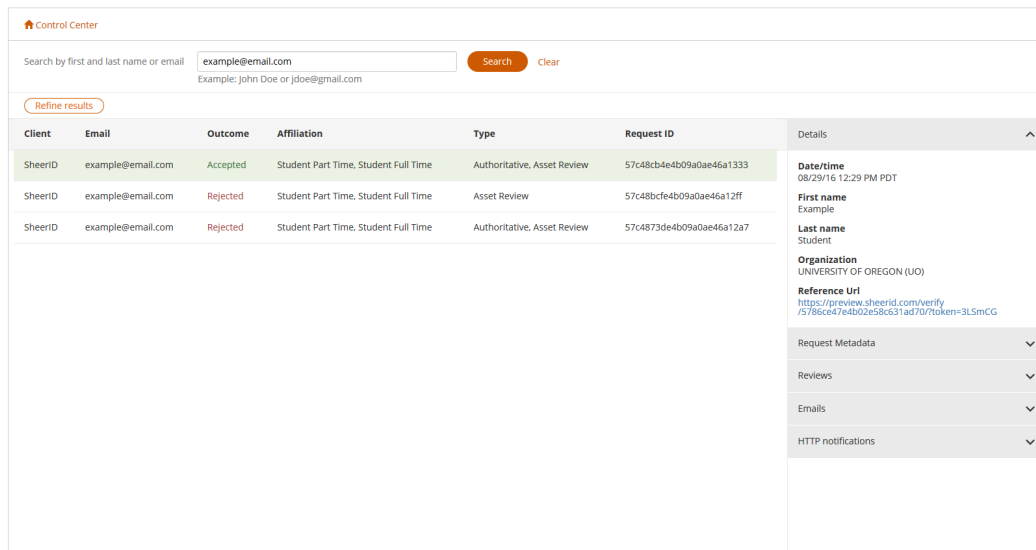 Control Center
Search by first and last name or email example@email.com Search Clear
Example: John Doe or jdoe@gmail.com
Refine results
Client Email Outcome Affiliation Type Request ID
SheerID example@email.com Accepted Student Part Time, Student Full Time Authoritative, Asset Review 57c48cb4e4b09a0ae46a1333
SheerID example@email.com Rejected Student Part Time, Student Full Time Asset Review 57c48bcfe4b09a0ae46a12ff
SheerID example@email.com Rejected Student Part Time, Student Full Time Authoritative, Asset Review 57c4873de4b09a0ae46a12a7
Details
Date/time
08/29/16 12:29 PM PDT
First name
Example
Last name
Student
Organization
UNIVERSITY OF OREGON (UO)
Reference Url
https://preview.sheerid.com/verify
/5786ce47e4b02e58c631ad70/?token=3LSmCG
Request Metadata
Reviews
Emails
HTTP notifications